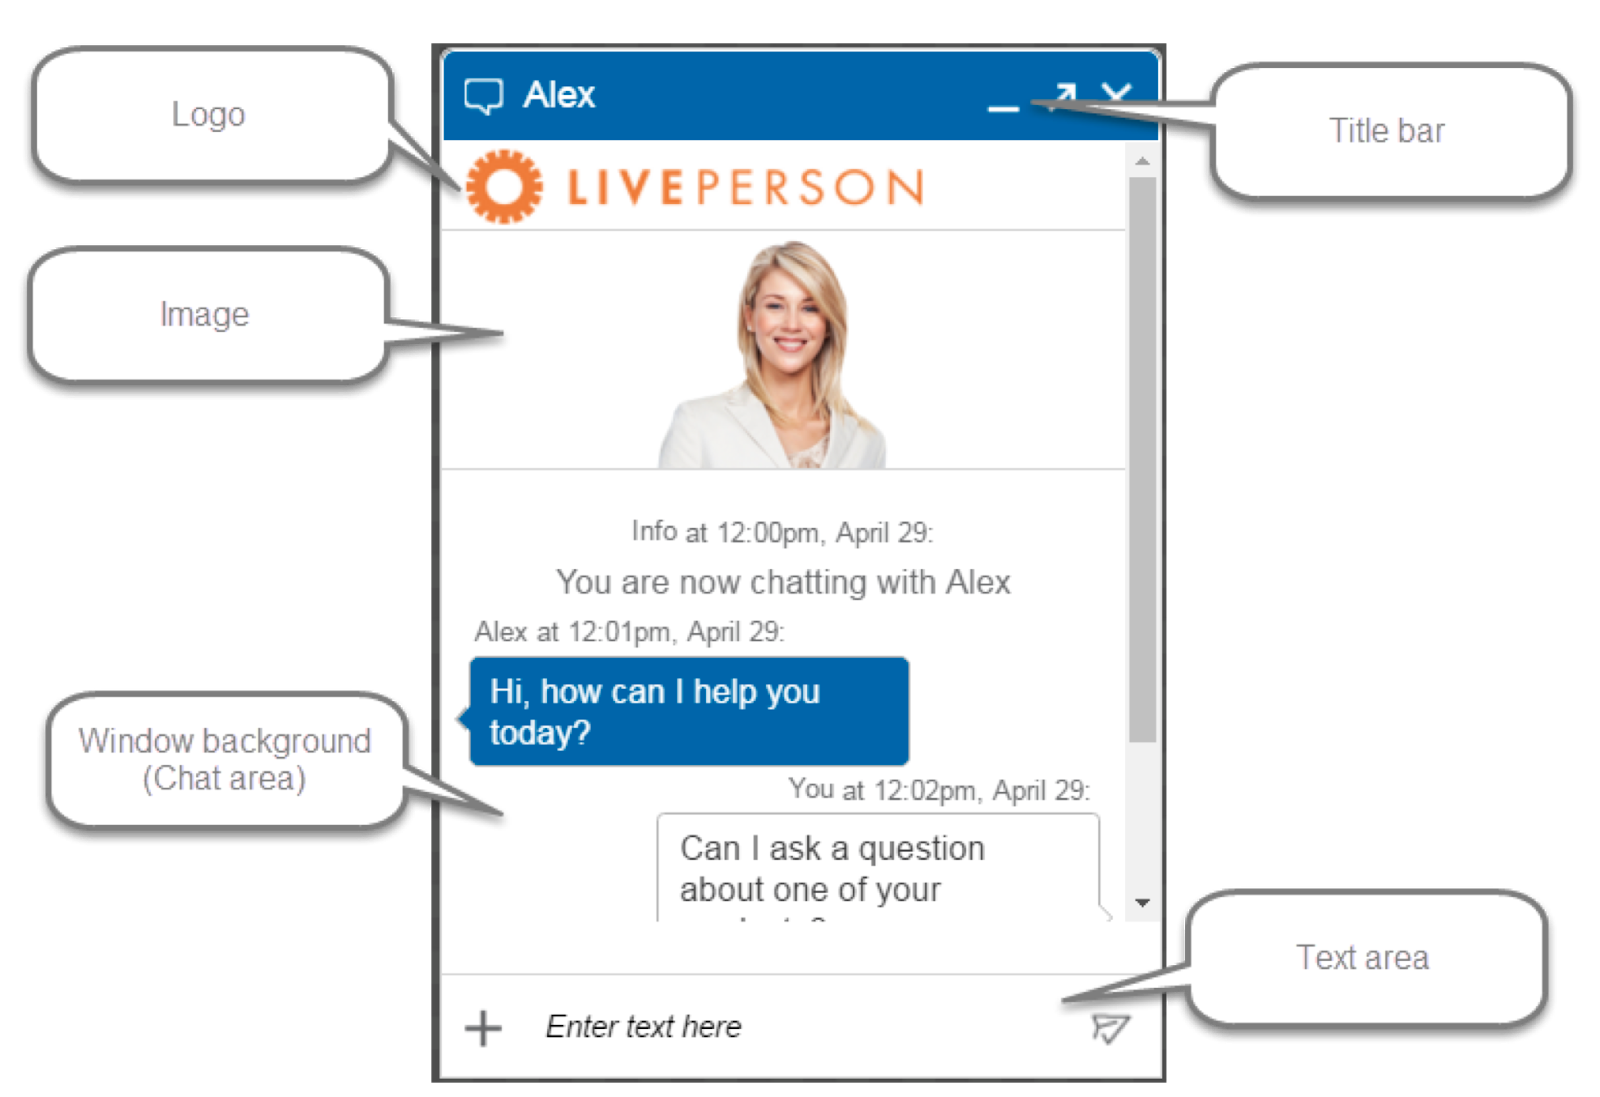 Logo
Alex
Title bar
LIVEPERSON
Image
Info at 12:00pm, April 29:
You are now chatting with Alex
Alex at 12:01pm, April 29:
Hi, how can I help you
today?
Window background
(Chat area)
You at 12:02pm, April 29:
Can I ask a question
about one of your
Text area
Enter text here